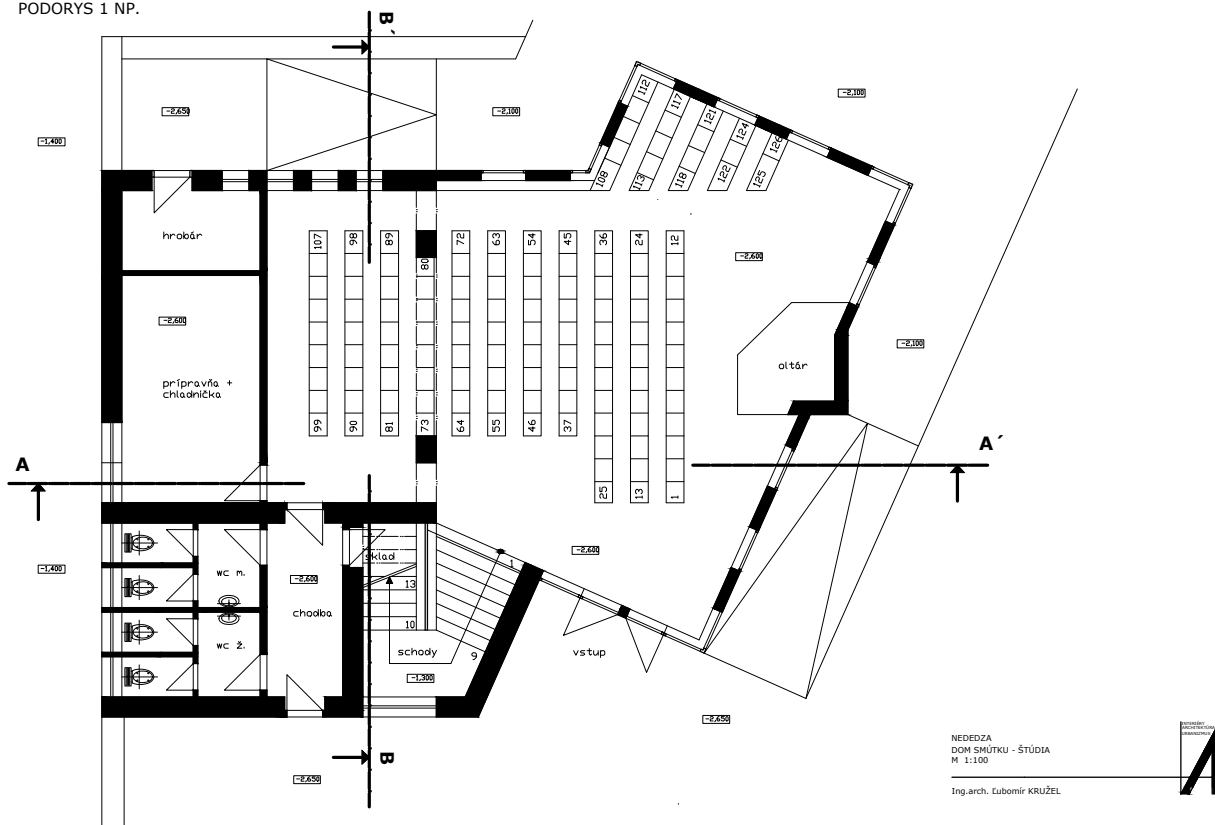 PODORYS 1 NP.
B´
-2,650
-2,100
-2,100
-1,400
112
117
121
124
126
108
113
118
122
125
hrobár
107
98
89
80
72
63
54
45
36
24
12
-2,600
-2,600
prípravňa +
chladnička
oltár
-2,100
99
90
81
73
64
55
46
37
A
A´
25
13
1
-1,400
wc m.
-2,600
chodba
sklad
13
10
1
-2,600
wc ž.
schody
9
vstup
-1,300
-2,650
B
-2,650
NEDEDZA
DOM SMÚTKU - ŠTÚDIA
M 1:100
Ing.arch. Ľubomír KRUŽEL
INTERIÉRY
ARCHITEKTÚRA
URBANIZMUS